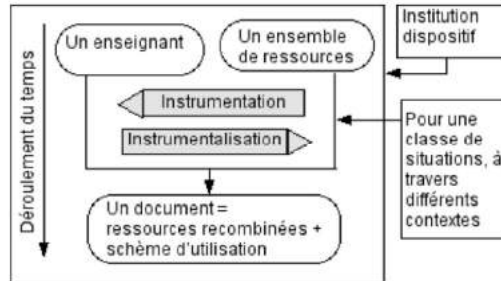 Déroulement du temps
Un enseignant
Un ensemble
de ressources
Instrumentation
Instrumentalisation
Un document =
ressources recombinées +
schème d'utilisation
Institution
dispositif
Pour une
classe de
situations, à
travers
différents
contextes